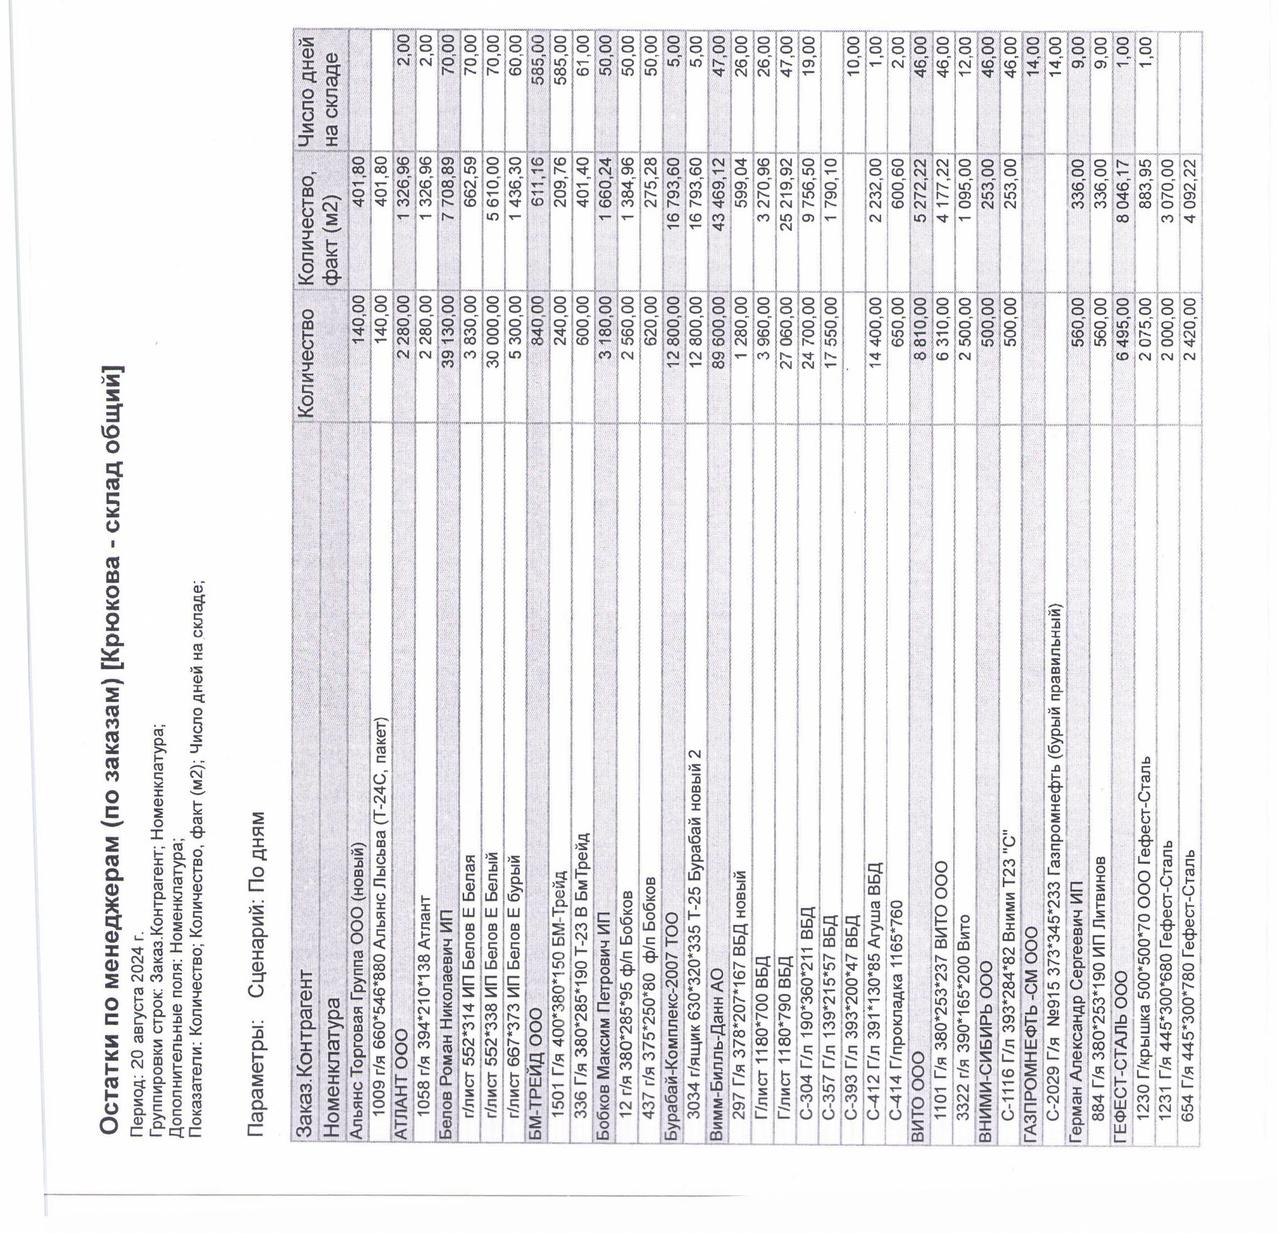 Остатки по менеджерам (по заказам) [Крюкова - склад общий]
Период: 20 августа 2024 г.
Группировки строк: Заказ.Контрагент; Номенклатура;
Дополнительные поля: Номенклатура;
Показатели: Количество; Количество, факт (м2); Число дней на складе;
Параметры: Сценарий: По дням
Заказ.Контрагент Количество Количество, Число дней
Номенклатура факт (м2) на складе
Альянс Торговая Группа ООО (новый) 140,00 401,80
1009 г/я 660*546*880 Альянс Лысьва (Т-24С, пакет) 140,00 401,80
АТЛАНТ ООО 2 280,00 1 326,96 2,00
1058 г/я 394*210*138 Атлант 2 280,00 1 326,96 2,00
Белов Роман Николаевич ИП 39 130,00 7 708,89 70,00
г/лист 552*314 ИП Белов Е Белая 3 830,00 662,59 70,00
г/лист 552*338 ИП Белов Е Белый 30 000,00 5 610,00 70,00
г/лист 667*373 ИП Белов Е бурый 5 300,00 1 436,30 60,00
БМ-ТРЕЙД ООО 840,00 611,16 585,00
1501 Г/я 400*380*150 БМ-Трейд 240,00 209,76 585,00
336 Г/я 380*285*190 Т-23 В БмТрейд 600,00 401,40 61,00
Бобков Максим Петрович ИП 3 180,00 1 660,24 50,00
12 г/я 380*285*95 ф/п Бобков 2 560,00 1 384,96 50,00
437 г/я 375*250*80 ф/п Бобков 620,00 275,28 50,00
Бурабай-Комплекс-2007 ТОО 12 800,00 16 793,60 5,00
3034 г/ящик 630*320*335 Т-25 Бурабай новый 2 12 800,00 16 793,60 5,00
Вимм-Билль-Данн АО 89 600,00 43 469,12 47,00
297 Г/я 378*207*167 ВБД новый 1 280,00 599,04 26,00
Г/лист 1180*700 ВБД 3 960,00 3 270,96 26,00
Г/лист 1180*790 ВБД 27 060,00 25 219,92 47,00
С-304 Г/л 190*360*211 ВБД 24 700,00 9 756,50 19,00
С-357 Г/л 139*215*57 ВБД 17 550,00 1 790,10
С-393 Г/л 393*200*47 ВБД 10,00
С-412 Г/л 391*130*85 Агуша ВБД 14 400,00 2 232,00 1,00
С-414 Г/прокладка 1165*760 650,00 600,60 2,00
ВИТО ООО 8 810,00 5 272,22 46,00
1101 Г/я 380*253*237 ВИТО ООО 6 310,00 4 177,22 46,00
3322 г/я 390*165*200 Вито 2 500,00 1 095,00 12,00
ВНИМИ-СИБИРЬ ООО 500,00 253,00 46,00
С-1116 Г/л 393*284*82 Вними Т23 "С" 500,00 253,00 46,00
ГАЗПРОМНЕФТЬ -СМ ООО 14,00
С-2029 Г/я №915 373*345*233 Газпромнефть (бурый правильный) 14,00
Герман Александр Сергеевич ИП 560,00 336,00 9,00
884 Г/я 380*253*190 ИП Литвинов 560,00 336,00 9,00
ГЕФЕСТ-СТАЛЬ ООО 6 495,00 8 046,17 1,00
1230 Г/крышка 500*500*70 ООО Гефест-Сталь 2 075,00 883,95 1,00
1231 Г/я 445*300*680 Гефест-Сталь 2 000,00 3 070,00
654 Г/я 445*300*780 Гефест-Сталь 2 420,00 4 092,22